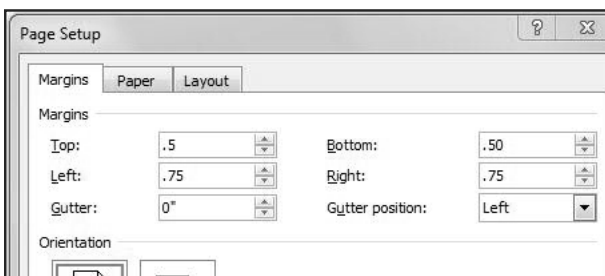 Page Setup
Margins Paper Layout
Margins
Top: .5 Bottom: .50
Left: .75 Right: .75
Gutter: 0" Gutter position: Left
Orientation